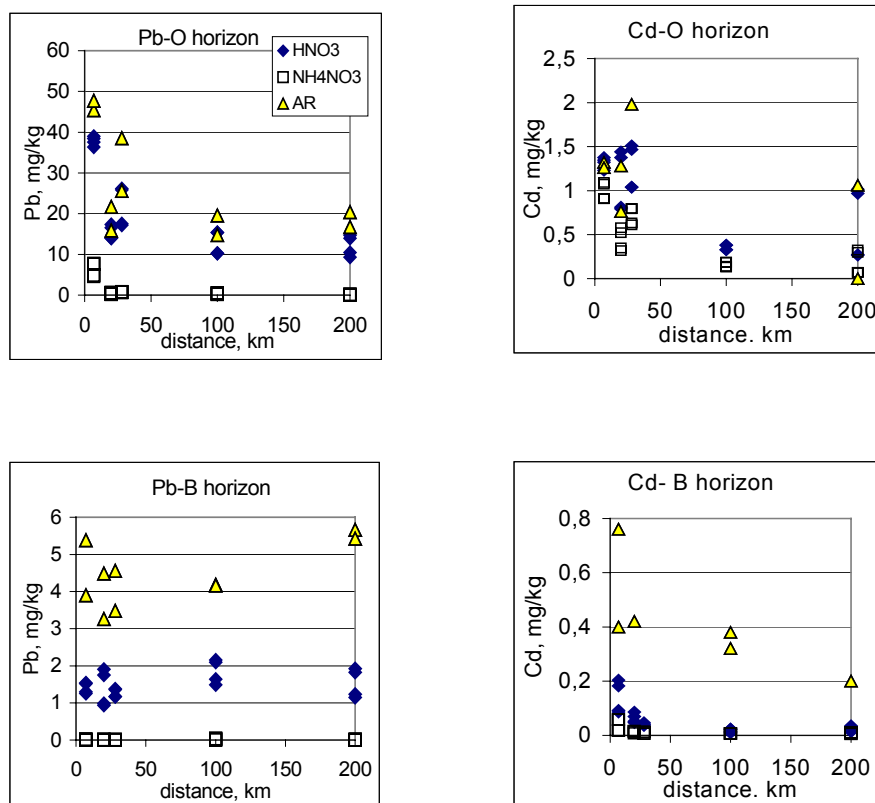 Pb-O horizon
Pb, mg/kg
60
50
40
30
20
10
0
0 50 100 150 200
distance, km
HNO3
NH4NO3
AR
Cd-O horizon
Cd, mg/kg
2,5
2
1,5
1
0,5
0
0 50 100 150 200
distance. km
Pb-B horizon
Pb, mg/kg
6
5
4
3
2
1
0
0 50 100 150 200
distance, km
Cd- B horizon
Cd, mg/kg
0,8
0,6
0,4
0,2
0
0 50 100 150 200
distance. km